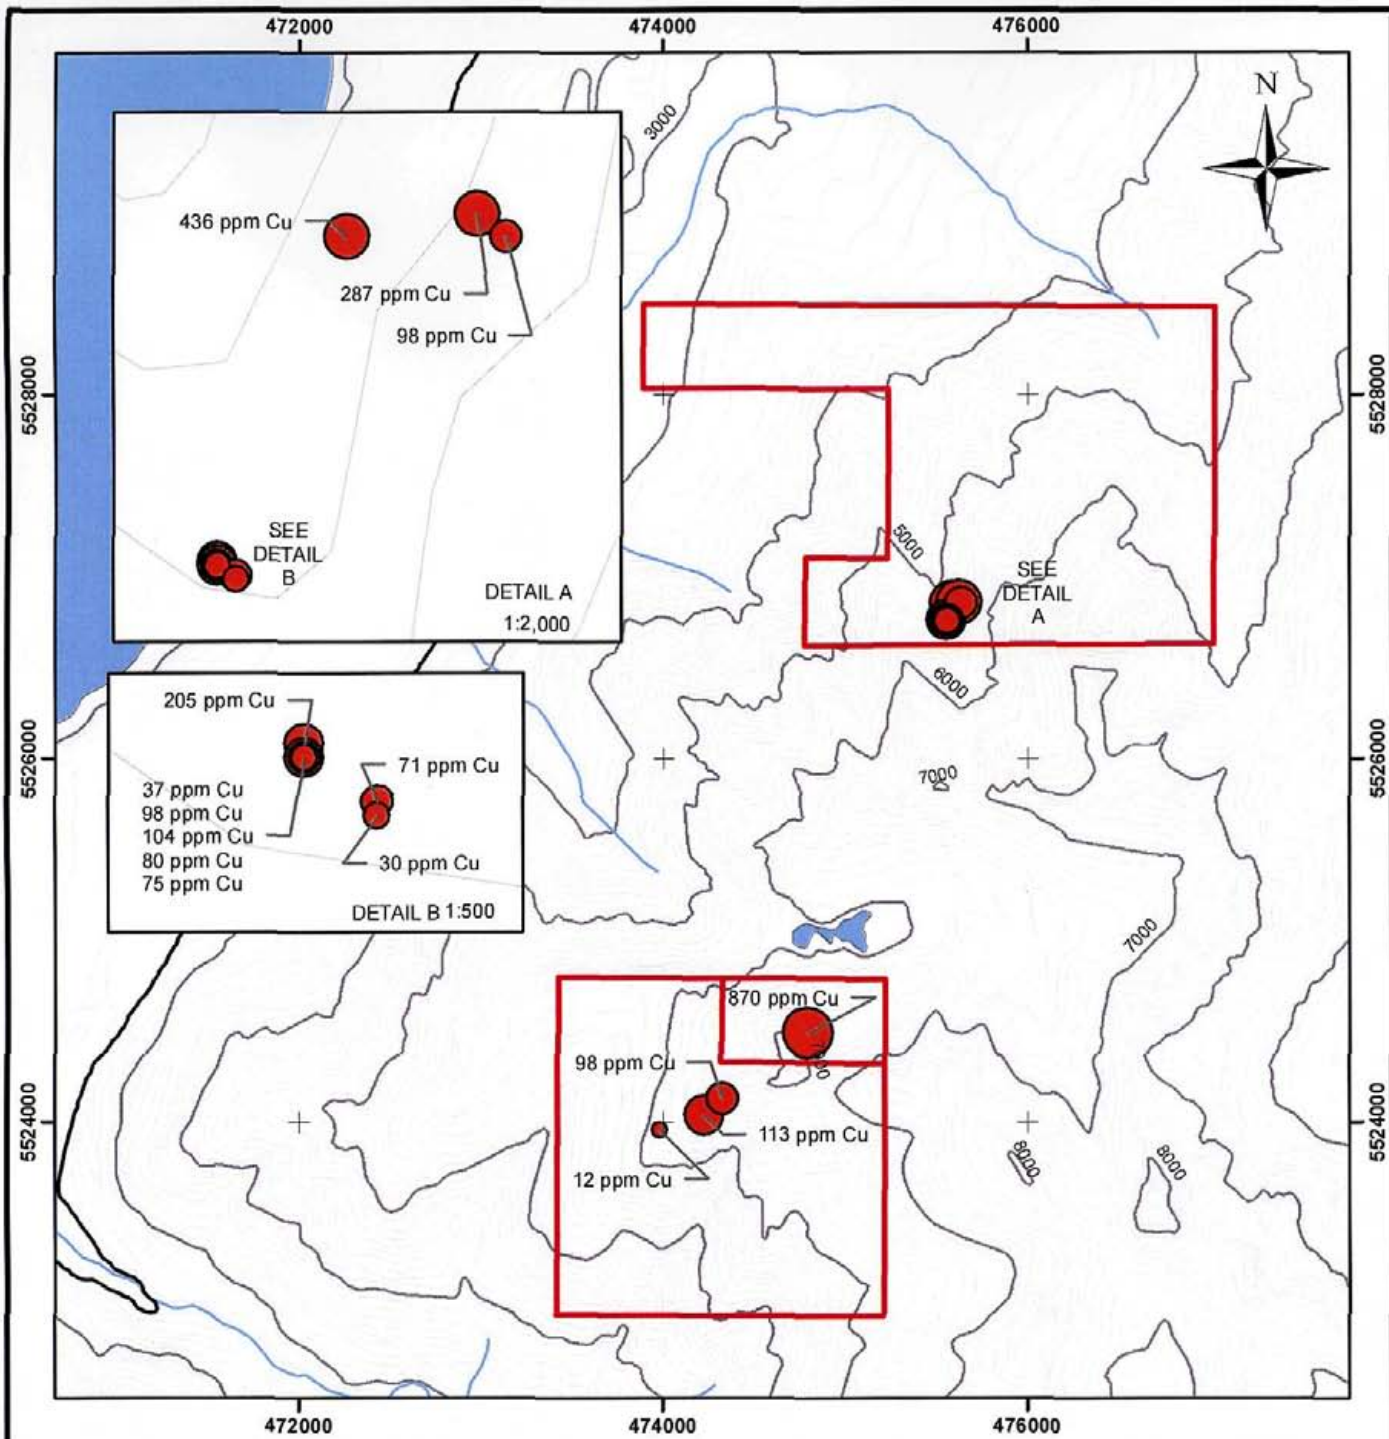 472000
474000
476000
N
3000
436 ppm Cu
287 ppm Cu
98 ppm Cu
5528000
5528000
SEE
DETAIL
B
DETAIL A
1:2,000
5000
SEE
DETAIL
A
6000
205 ppm Cu
71 ppm Cu
37 ppm Cu
98 ppm Cu
104 ppm Cu
80 ppm Cu
75 ppm Cu
30 ppm Cu
DETAIL B 1:500
5526000
5526000
7000
7000
870 ppm Cu
98 ppm Cu
113 ppm Cu
12 ppm Cu
5524000
5524000
8000
8000
472000
474000
476000